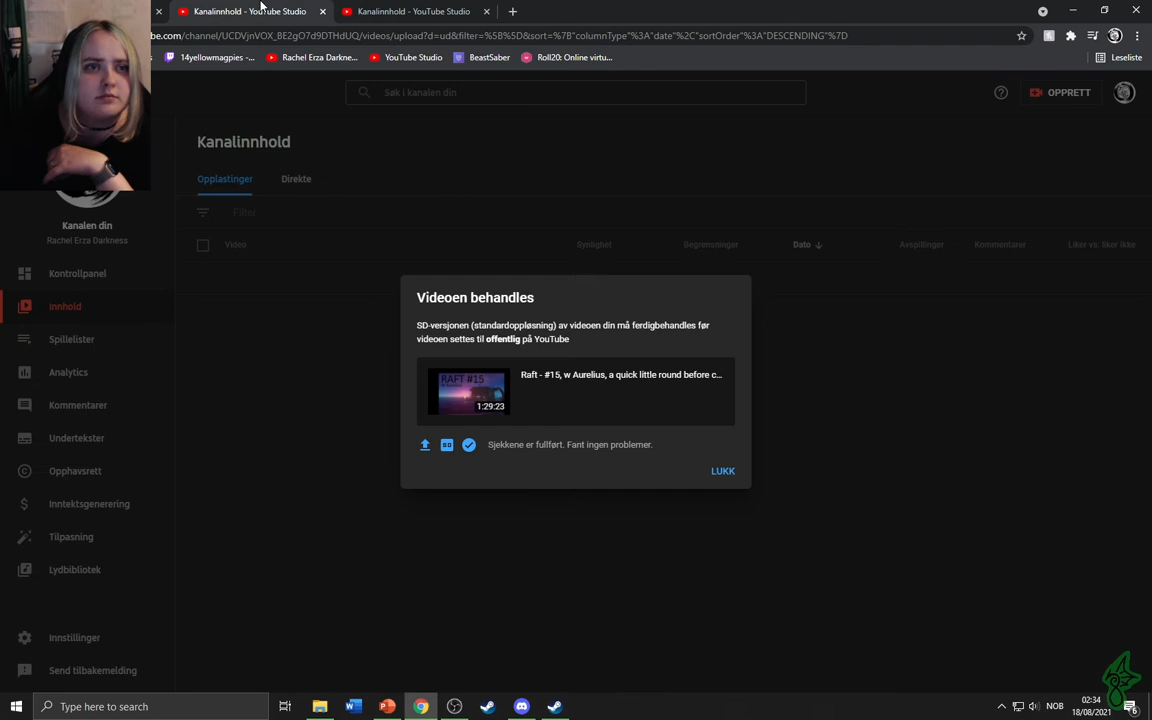 Kanalinnhold - YouTube Studio
Kanalinnhold - YouTube Studio
be.com/channel/UCDVjnVOX_BE2gO7d9DTHdUQ/videos/upload?d=ud&filter=%5B%5D&sort=%7B"columnType"%3A"date"%2C"sortOrder"%3A"DESCENDING"%7D
14yellowmagpies -...
Rachel Erza Darkne...
YouTube Studio
BeastSaber
Roll20: Online virtu...
Leseliste
Søk i kanalen din
OPPRETT
Kanalinnhold
Opplastinger
Direkte
Filter
Video
Synlighet
Begrensninger
Dato
Avspillinger
Kommentarer
Liker vs. liker ikke
Kanalen din
Rachel Erza Darkness
Kontrollpanel
Innhold
Spillelister
Analytics
Kommentarer
Undertekster
Opphavsrett
Inntektsgenerering
Tilpasning
Lydbibliotek
Innstillinger
Send tilbakemelding
Videoen behandles
SD-versjonen (standardoppløsning) av videoen din må ferdigbehandles før
videoen settes til offentlig på YouTube
RAFT #15
1:29:23
Raft - #15, w Aurelius, a quick little round before c...
SD
Sjekkene er fullført. Fant ingen problemer.
LUKK
Type here to search
NOB
02:34
18/08/2021
6